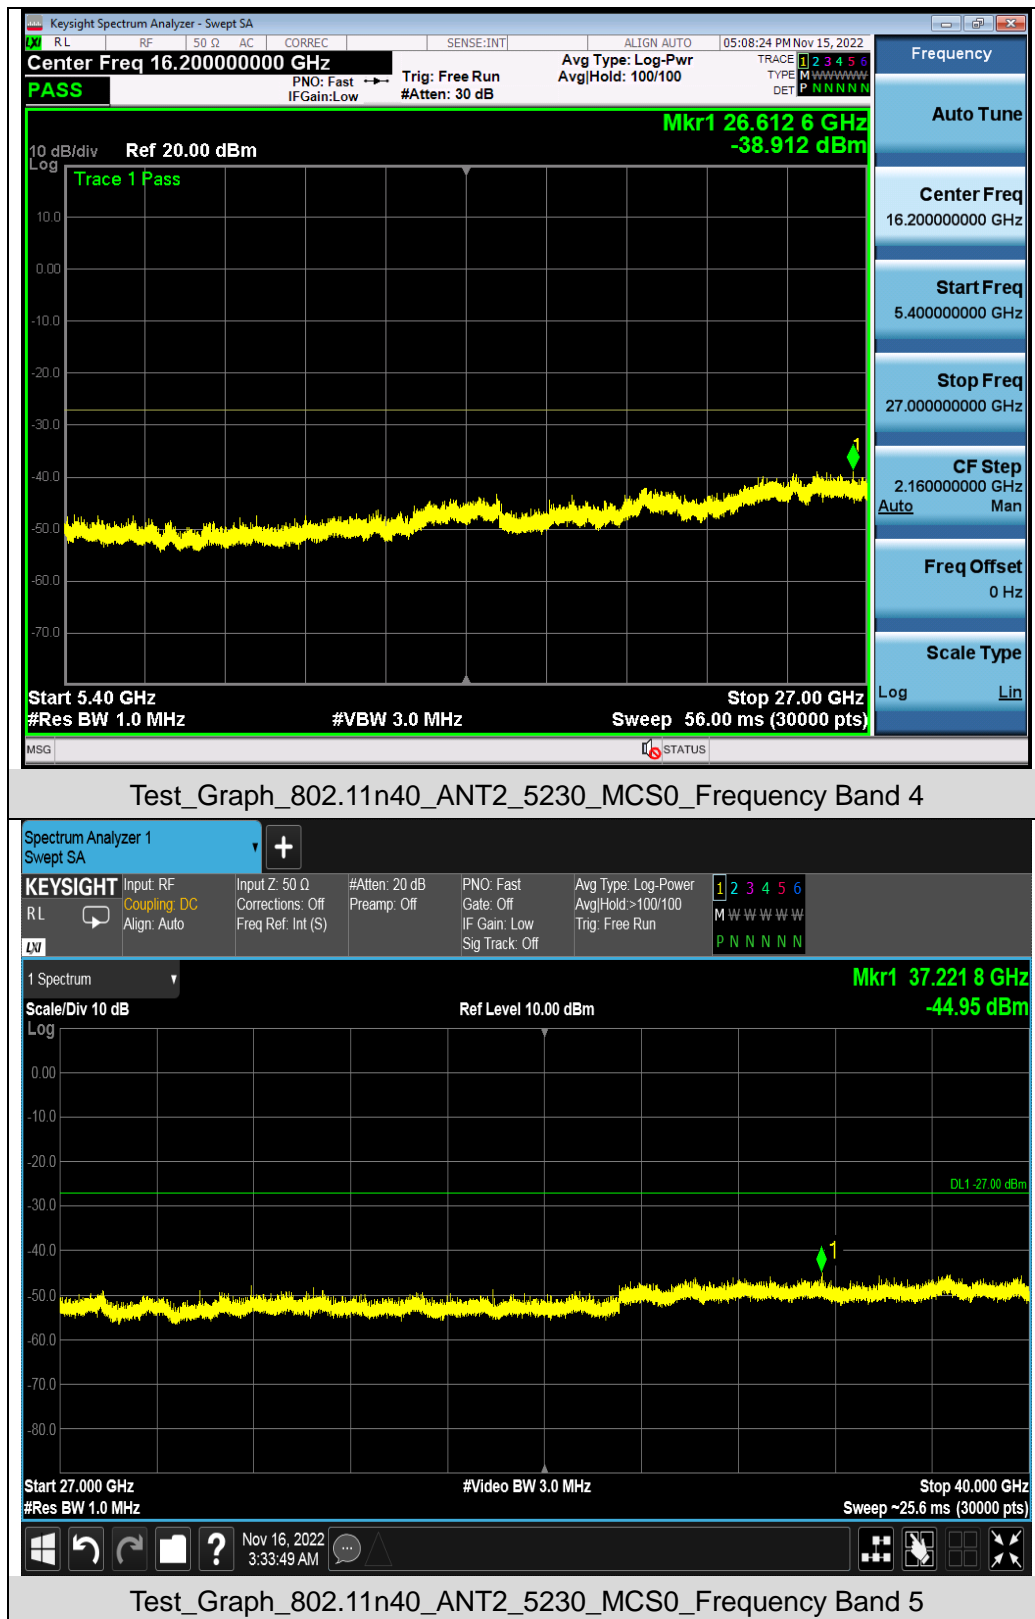 Keysight Spectrum Analyzer - Swept SA
LXI RL RF 50 Ω AC CORREC SENSE:INT ALIGN AUTO 05:08:24 PM Nov 15, 2022
Center Freq 16.200000000 GHz
PASS
PNO: Fast
IFGain:Low
Trig: Free Run
#Atten: 30 dB
Avg Type: Log-Pwr
Avg|Hold: 100/100
TRACE 1 2 3 4 5 6
TYPE M W W W W W
DET P N N N N N
Mkr1 26.612 6 GHz
-38.912 dBm
10 dB/div Ref 20.00 dBm
Log
Trace 1 Pass
10.0
0.00
-10.0
-20.0
-30.0
-40.0
-50.0
-60.0
-70.0
1
Start 5.40 GHz Stop 27.00 GHz
#Res BW 1.0 MHz #VBW 3.0 MHz Sweep 56.00 ms (30000 pts)
MSG STATUS
Frequency
Auto Tune
Center Freq
16.200000000 GHz
Start Freq
5.400000000 GHz
Stop Freq
27.000000000 GHz
CF Step
2.160000000 GHz
Auto Man
Freq Offset
0 Hz
Scale Type
Log Lin
Test_Graph_802.11n40_ANT2_5230_MCS0_Frequency Band 4
Spectrum Analyzer 1
Swept SA
KEYSIGHT
RL
LXI
Input: RF
Coupling: DC
Align: Auto
Input Z: 50 Ω
Corrections: Off
Freq Ref: Int (S)
#Atten: 20 dB
Preamp: Off
PNO: Fast
Gate: Off
IF Gain: Low
Sig Track: Off
Avg Type: Log-Power
Avg|Hold:>100/100
Trig: Free Run
1 2 3 4 5 6
M W W W W W
P N N N N N
1 Spectrum
Mkr1 37.221 8 GHz
-44.95 dBm
Scale/Div 10 dB Ref Level 10.00 dBm
Log
0.00
-10.0
-20.0
DL1 -27.00 dBm
-30.0
-40.0
1
-50.0
-60.0
-70.0
-80.0
Start 27.000 GHz #Video BW 3.0 MHz Stop 40.000 GHz
#Res BW 1.0 MHz Sweep ~25.6 ms (30000 pts)
Nov 16, 2022
3:33:49 AM
Test_Graph_802.11n40_ANT2_5230_MCS0_Frequency Band 5